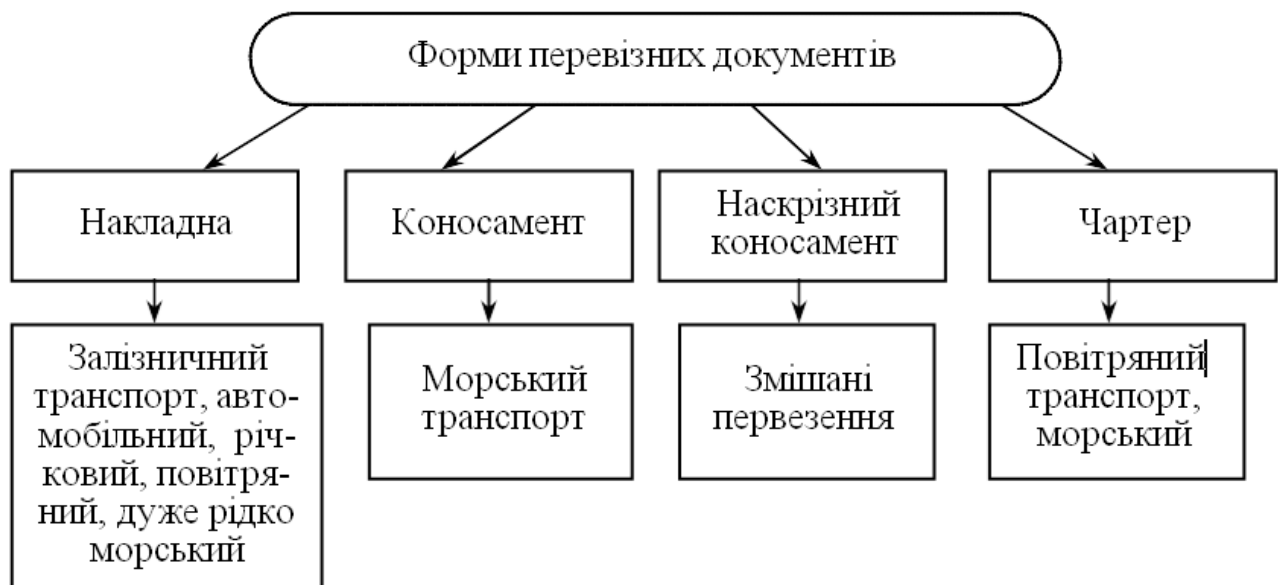 Форми перевізних документів
Накладна
Коносамент
Наскрізний
коносамент
Чартер
Залізничний
транспорт, авто-
мобільний, річ-
ковий, повітря-
ний, дуже рідко
морський
Морський
транспорт
Змішані
первезення
Повітряний
транспорт,
морський